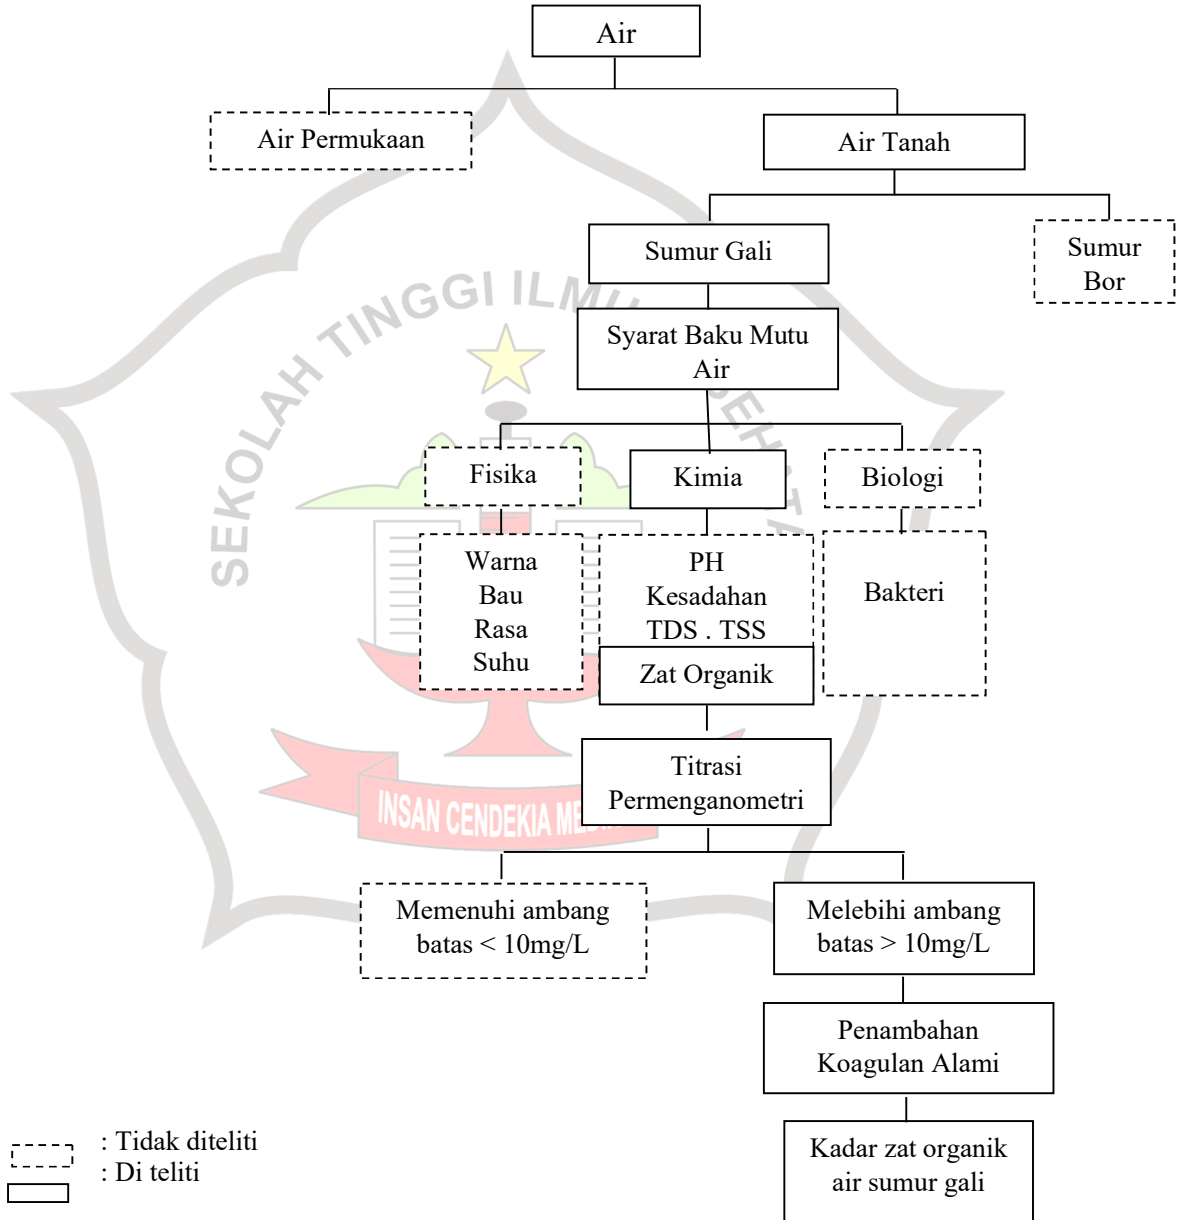 Air
Air Permukaan
Air Tanah
Sumur Gali
Sumur
Bor
Syarat Baku Mutu
Air
Fisika
Kimia
Biologi
Warna
Bau
Rasa
Suhu
PH
Kesadahan
TDS . TSS
Zat Organik
Bakteri
Titrasi
Permenganometri
Memenuhi ambang
batas < 10mg/L
Melebihi ambang
batas > 10mg/L
Penambahan
Koagulan Alami
Kadar zat organik
air sumur gali
: Tidak diteliti
: Di teliti
SEKOLAH TINGGI
INSAN CENDEKIA